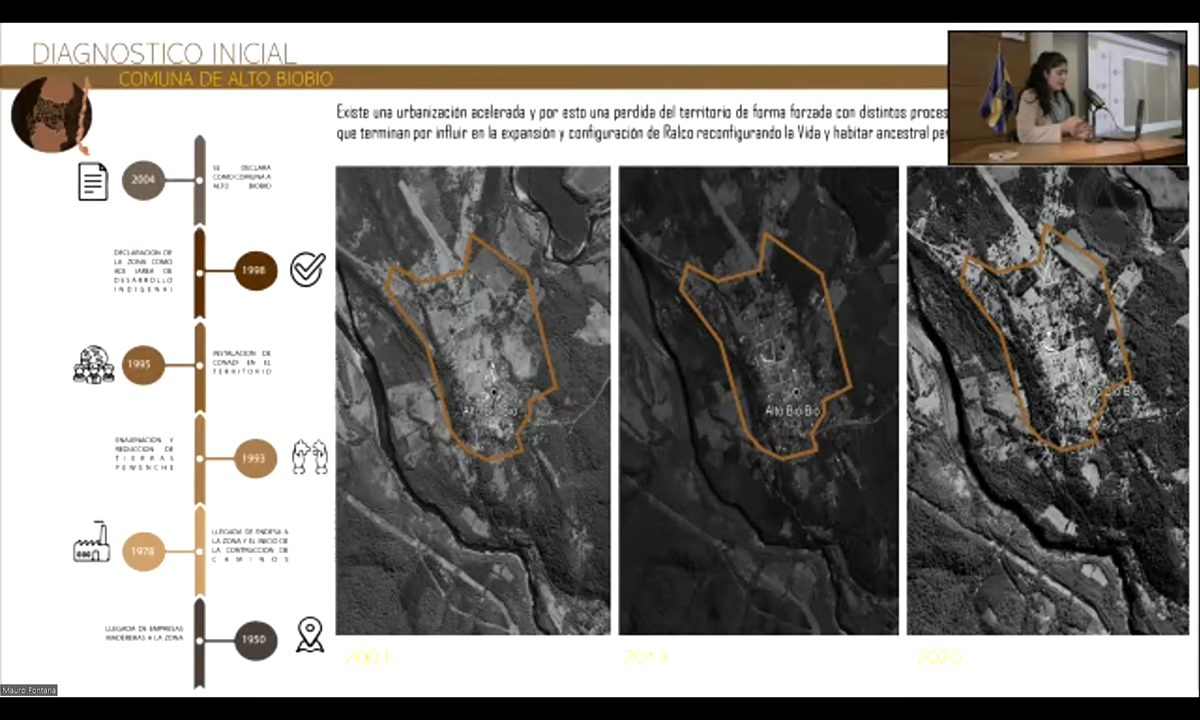 DIAGNOSTICO INICIAL
COMUNA DE ALTO BIOBIO
Existe una urbanización acelerada y por esto una perdida del territorio de forma forzada con distintos proces
que terminan por influir en la expansión y configuración de Ralco reconfigurando la Vida y habitar ancestral pe
2004
SE DECLARA
COMO COMUNA A
ALTO BIOBIO
DECLARACION DE
LA ZONA COMO
ADI (AREA DE
DESARROLLO
INDIGENA)
1998
1995
INSTALACION DE
CONADI EN EL
TERRITORIO
ENAJENACION Y
REDUCCION DE
TIERRAS
PEWENCHE
1993
1978
LLEGADA DE ENDESA A
LA ZONA Y EL INICIO DE
LA CONTRUCCION DE
CAMINOS
LLEGADA DE EMPRESAS
MADERERAS A LA ZONA
1950
Alto Bio Bio
Alto Bio Bio
Bio Bio
2003
2013
2020
Mauro Fontana